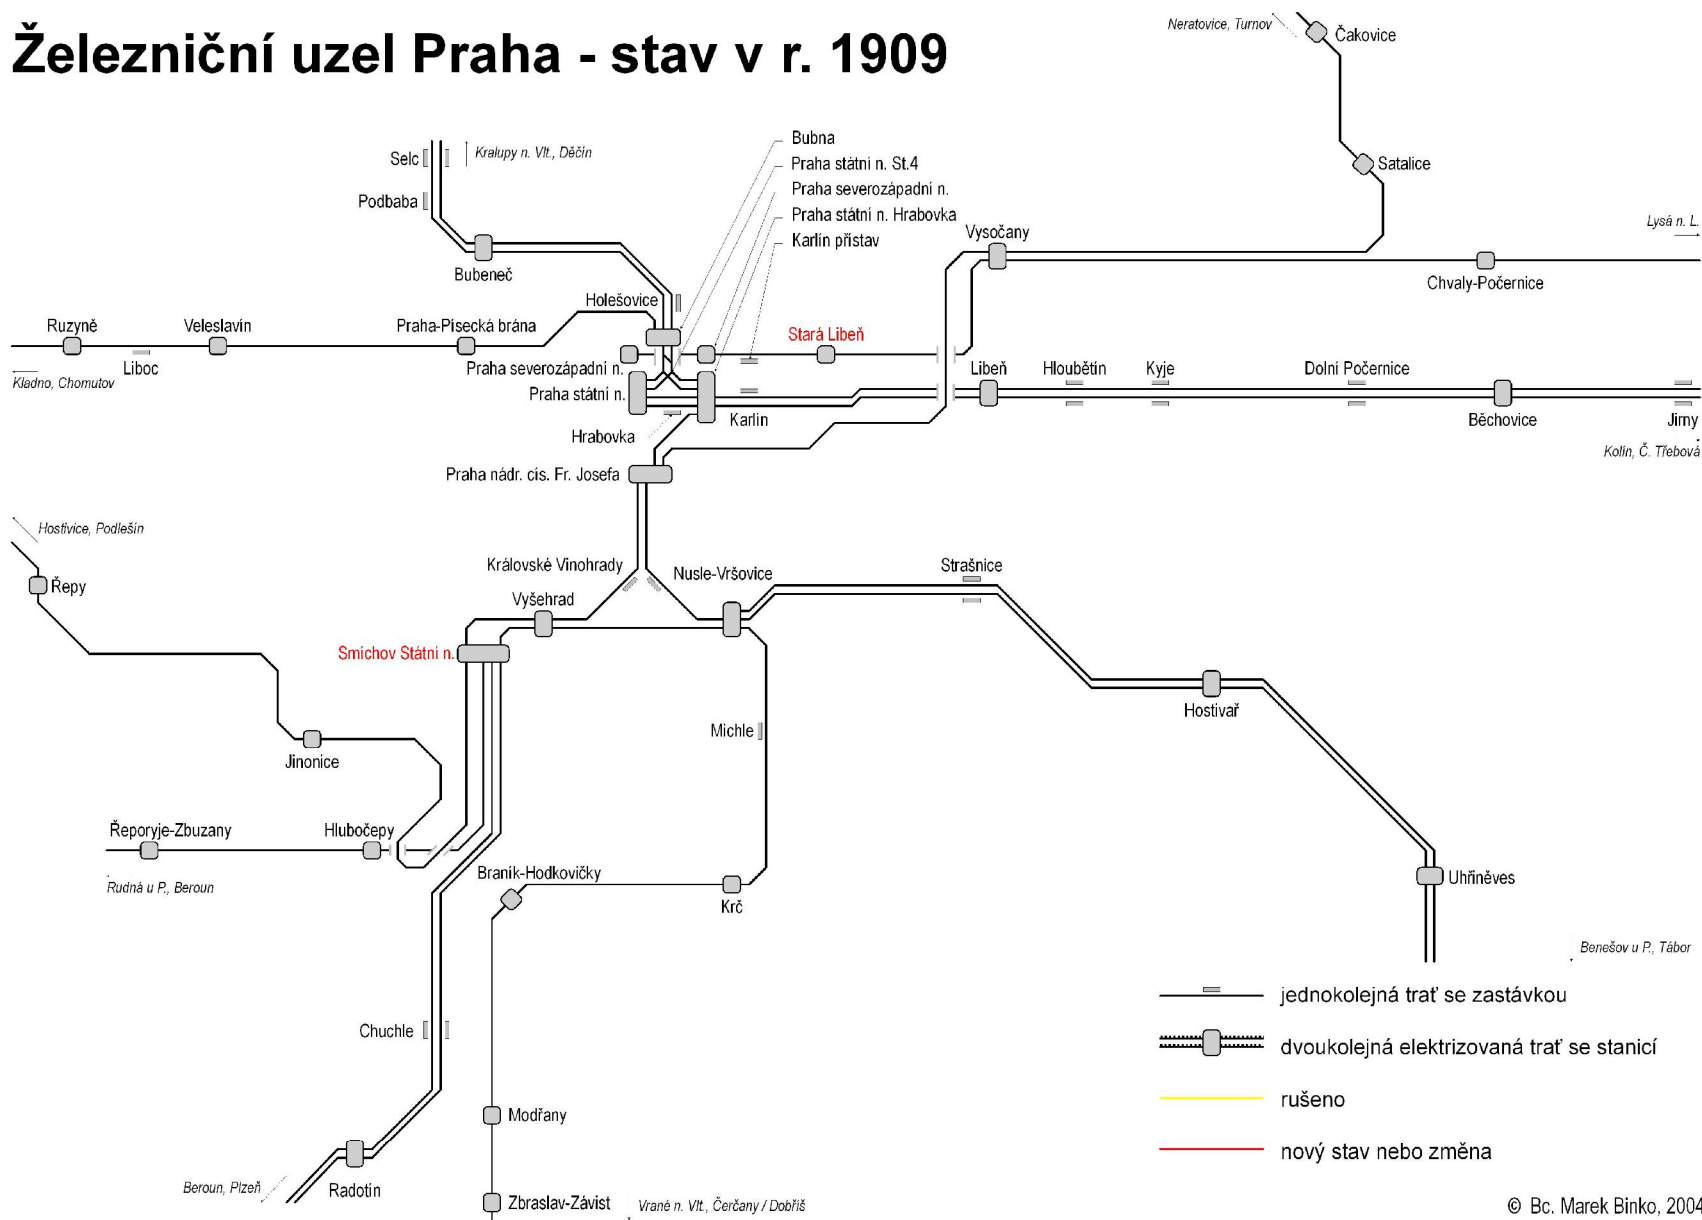 Železniční uzel Praha - stav v r. 1909
Neratovice, Turnov
Čakovice
Bubna
Selc
Kralupy n. Vlt., Děčín
Praha státní n. St.4
Satalice
Praha severozápadní n.
Podbaba
Praha státní n. Hrabovka
Lysá n. L.
Karlín přístav
Vysočany
Bubeneč
Chvaly-Počernice
Holešovice
Ruzyně
Veleslavín
Praha-Písecká brána
Stará Libeň
Liboc
Praha severozápadní n.
Libeň
Hloubětín
Kyje
Dolní Počernice
Kladno, Chomutov
Praha státní n.
Karlín
Běchovice
Jirny
Hrabovka
Kolín, Č. Třebová
Praha nádr. cís. Fr. Josefa
Hostivice, Podlešín
Královské Vinohrady
Nusle-Vršovice
Strašnice
Řepy
Vyšehrad
Smíchov Státní n.
Hostivař
Michle
Jinonice
Řeporyje-Zbuzany
Hlubočepy
Braník-Hodkovičky
Rudná u P., Beroun
Krč
Uhříněves
Benešov u P., Tábor
jednokolejná trať se zastávkou
Chuchle
dvoukolejná elektrizovaná trať se stanicí
rušeno
Modřany
nový stav nebo změna
Beroun, Plzeň
Radotín
Zbraslav-Závist
Vrané n. Vlt., Čerčany / Dobříš
© Bc. Marek Binko, 2004